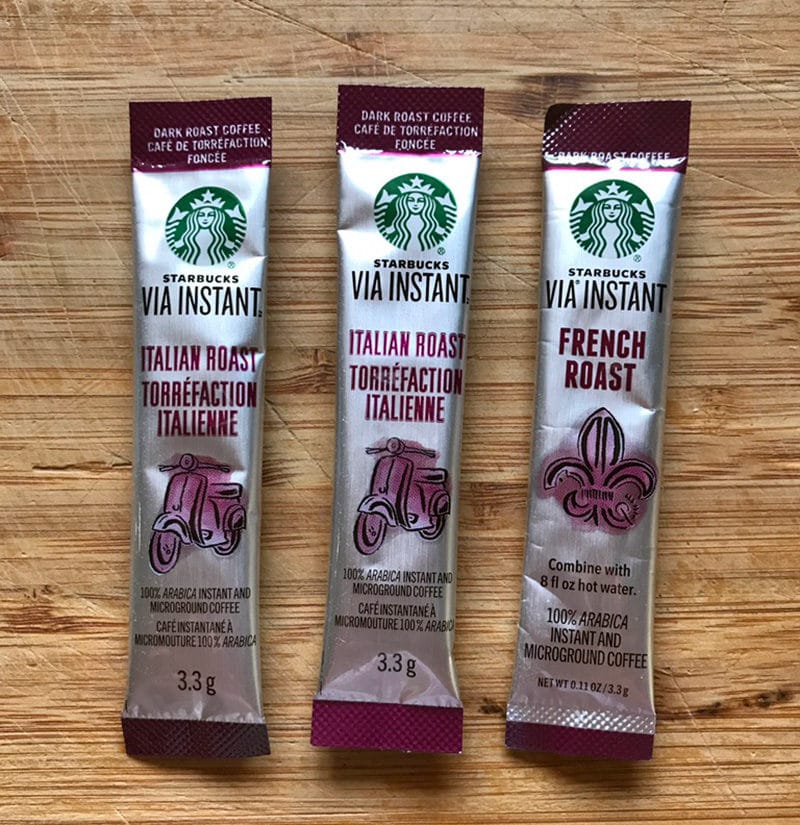 DARK ROAST COFFEE
CAFÉ DE TORRÉFACTION
FONCÉE
®
STARBUCKS
VIA INSTANT
ITALIAN ROAST
TORRÉFACTION
ITALIENNE
100% ARABICA INSTANT AND
MICROGROUND COFFEE
CAFÉ INSTANTANÉ À
MICROMOUTURE 100% ARABICA
3.3 g
DARK ROAST COFFEE
CAFÉ DE TORRÉFACTION
FONCÉE
®
STARBUCKS
VIA INSTANT
ITALIAN ROAST
TORRÉFACTION
ITALIENNE
100% ARABICA INSTANT AND
MICROGROUND COFFEE
CAFÉ INSTANTANÉ À
MICROMOUTURE 100% ARABICA
3.3 g
DARK ROAST COFFEE
®
STARBUCKS
VIA® INSTANT
FRENCH
ROAST
Combine with
8 fl oz hot water.
100% ARABICA
INSTANT AND
MICROGROUND COFFEE
NET WT 0.11 OZ / 3.3 g